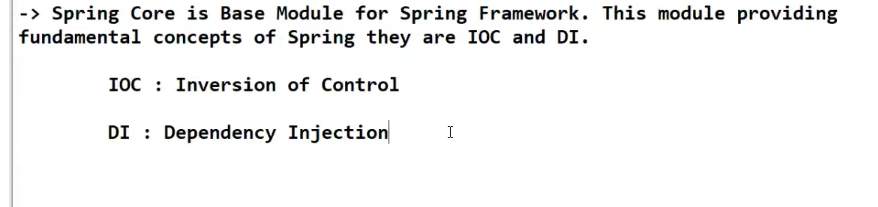 -> Spring Core is Base Module for Spring Framework. This module providing
fundamental concepts of Spring they are IOC and DI.
IOC : Inversion of Control
DI : Dependency Injection